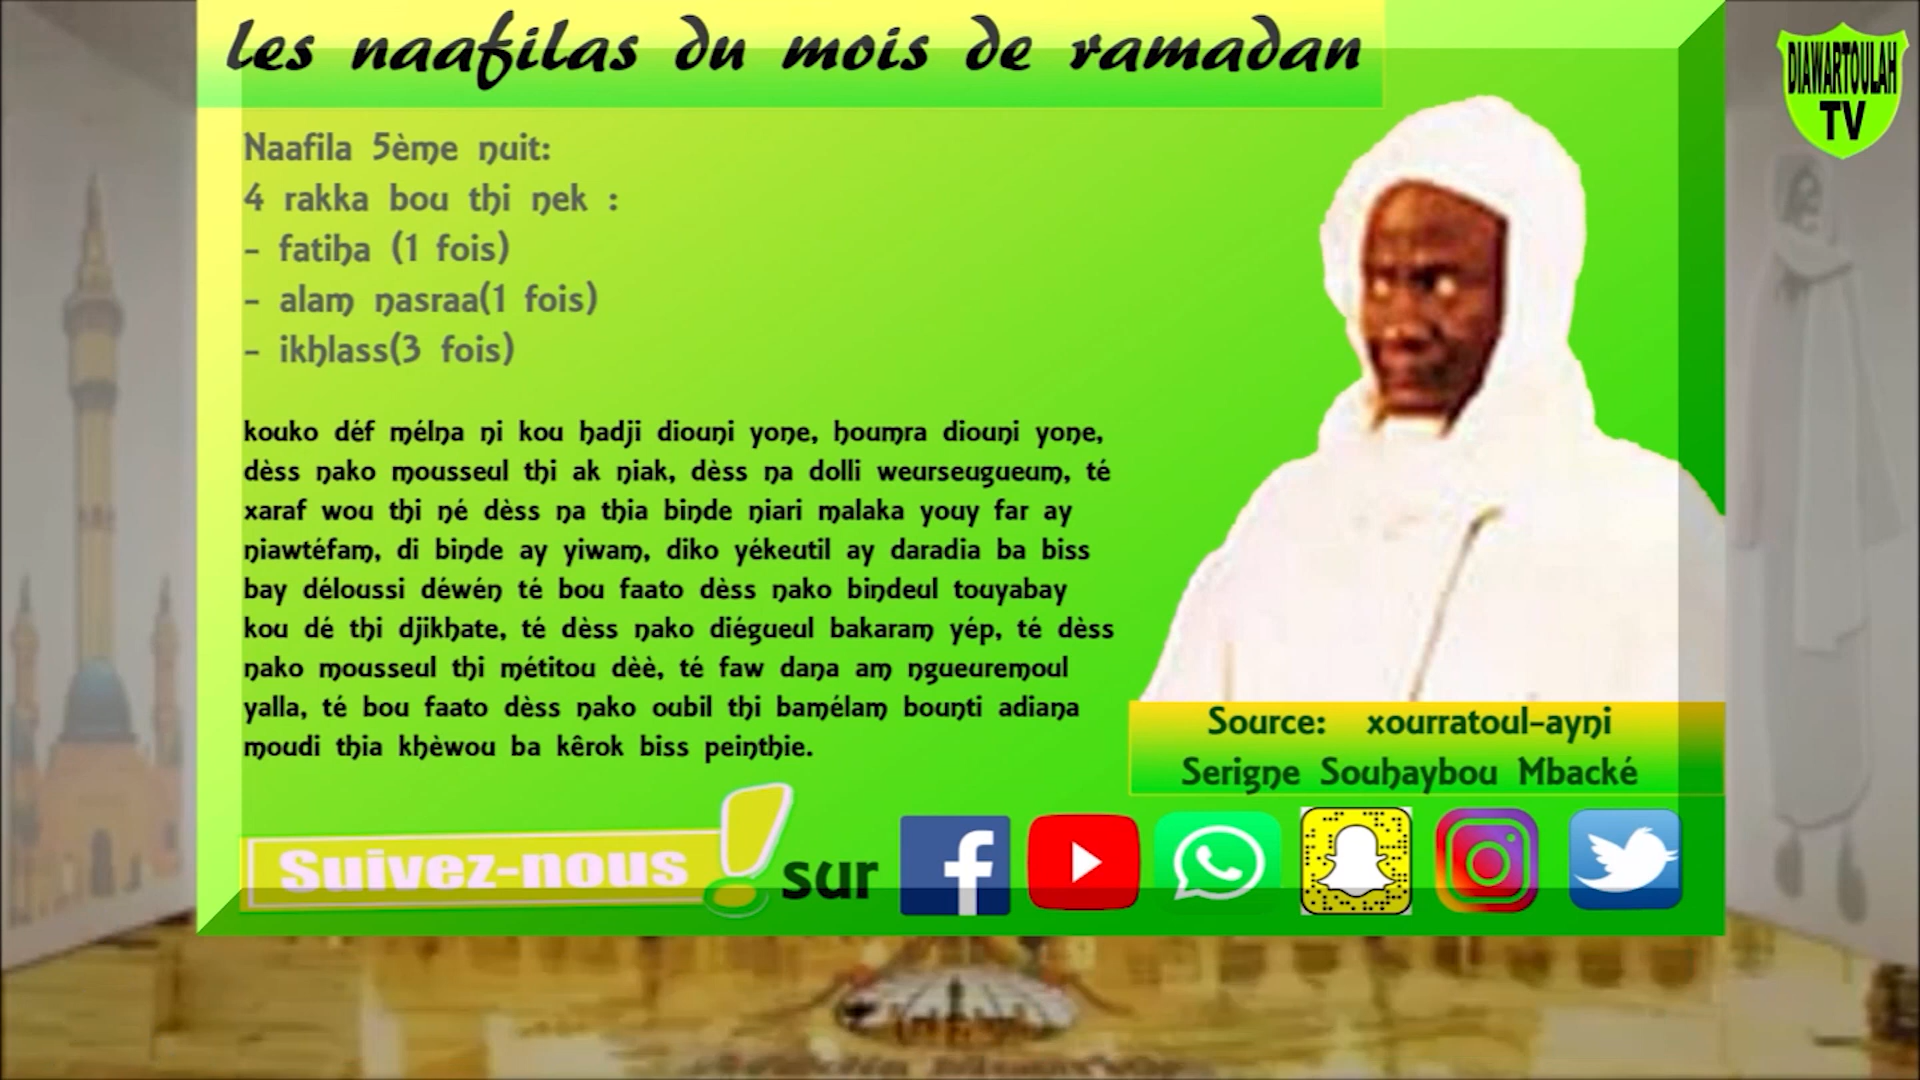 les naafilas du mois de ramadan
DIAWARTOULAH
TV
Naafila 5ème nuit:
4 rakka bou thi nek :
- fatiha (1 fois)
- alam nasraa(1 fois)
- ikhlass(3 fois)
kouko déf mélna ni kou hadji diouni yone, houmra diouni yone,
dèss nako mousseul thi ak niak, dèss na dolli weurseugueum, té
xaraf wou thi né dèss na thia binde niari malaka youy far ay
niawtéfam, di binde ay yiwam, diko yékeutil ay daradia ba biss
bay déloussi déwén té bou faato dèss nako bindeul touyabay
kou dé thi djikhate, té dèss nako diégueul bakaram yép, té dèss
nako mousseul thi métitou dèè, té faw dana am ngueuremoul
yalla, té bou faato dèss nako oubil thi bamélam bounti adiana
moudi thia khèwou ba kêrok biss peinthie.
Source: xourratoul-ayni
Serigne Souhaybou Mbacké
Suivez-nous ! sur